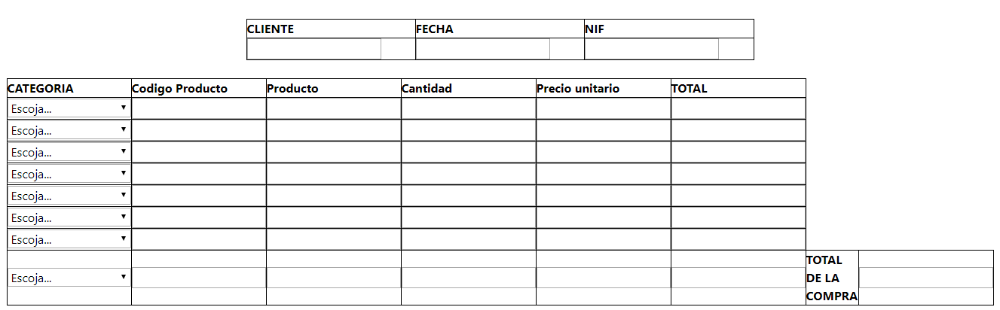 CLIENTE FECHA NIF
CATEGORIA Codigo Producto Producto Cantidad Precio unitario TOTAL
Escoja...
Escoja...
Escoja...
Escoja...
Escoja...
Escoja...
Escoja...
Escoja...
TOTAL
DE LA
COMPRA